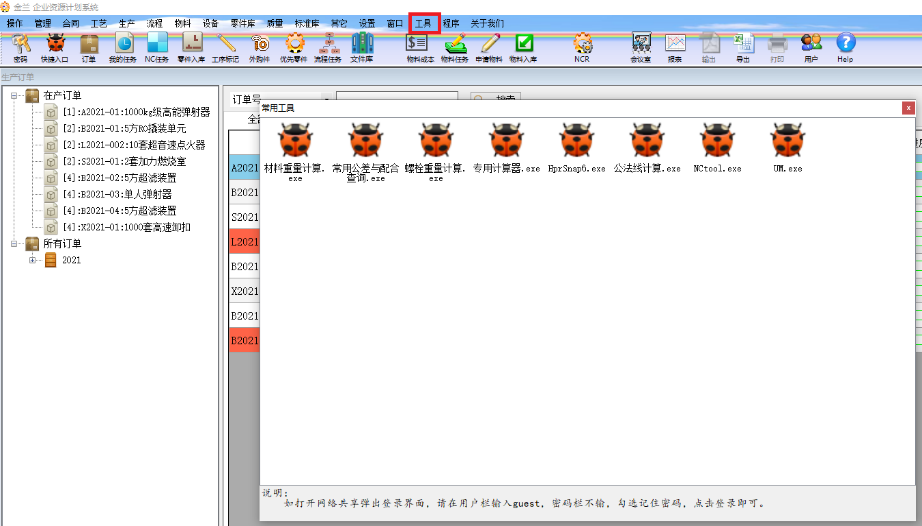 金兰 企业资源计划系统
操作 管理 合同 工艺 生产 流程 物料 设备 零件库 质量 标准库 其它 设置 窗口 工具 程序 关于我们
密码 快速入口 订单 我的任务 NC任务 零件入库 工序标记 外购件 优先零件 流程任务 文件库 物料成本 物料任务 申请物料 物料入库 NCR 会议室 报表 输出 导出 打印 用户 Help
生产订单
在产订单
[1]:A2021-01:1000kg级高能弹射器
[2]:B2021-01:5方RO撬装单元
[2]:L2021-002:10套超音速点火器
[2]:S2021-01:2套加力燃烧室
[4]:B2021-02:5方超滤装置
[4]:B2021-03:单人弹射器
[4]:B2021-04:5方超滤装置
[4]:X2021-01:1000套高速卸扣
所有订单
2021
订单号
A2021
B2021
S2021
L2021
B2021
X2021
B2021
B2021
常用工具
材料重量计算.exe
常用公差与配合查询.exe
螺栓重量计算.exe
专用计算器.exe
HprSnap6.exe
公法线计算.exe
NCtool.exe
UM.exe
说明:
如打开网络共享弹出登录界面, 请在用户栏输入guest, 密码栏不输, 勾选记住密码, 点击登录即可。